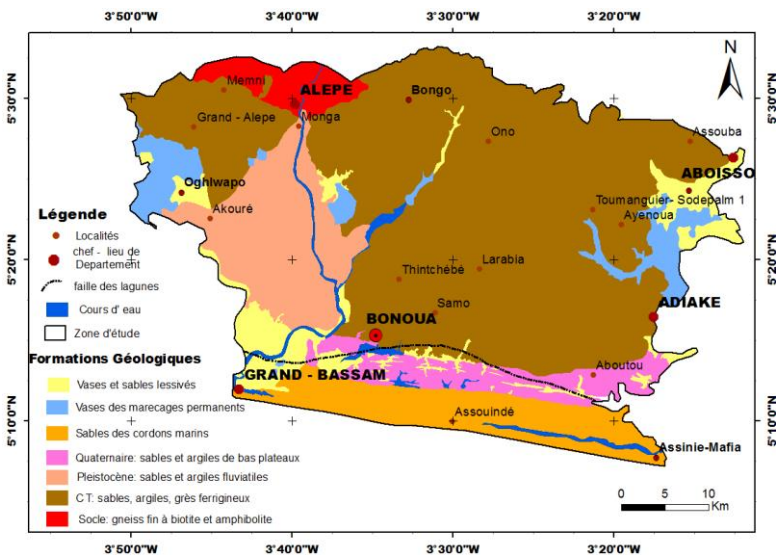 3°50'0"W 3°40'0"W 3°30'0"W 3°20'0"W
N
Memni
ALEPE
Bongo
5°30'0"N
5°30'0"N
Grand - Alepe
Monga
Ono
Assouba
ABOISSO
Oghlwapo
Toumanguier- Sodepalm 1
Akouré
Ayenoua
5°20'0"N
5°20'0"N
Thintchébé
Larabia
Samo
ADIAKE
BONOUA
Aboutou
GRAND - BASSAM
5°10'0"N
5°10'0"N
Assouindé
Assinie-Mafia
Légende
Localités
chef - lieu de
Departement
faille des lagunes
Cours d' eau
Zone d'étude
Formations Géologiques
Vases et sables lessivés
Vases des marecages permanents
Sables des cordons marins
Quaternaire: sables et argiles de bas plateaux
Pleistocène: sables et argiles fluviatiles
C T: sables, argiles, grès ferrigineux
Socle: gneiss fin à biotite et amphibolite
0 5 10
Km
3°50'0"W 3°40'0"W 3°30'0"W 3°20'0"W